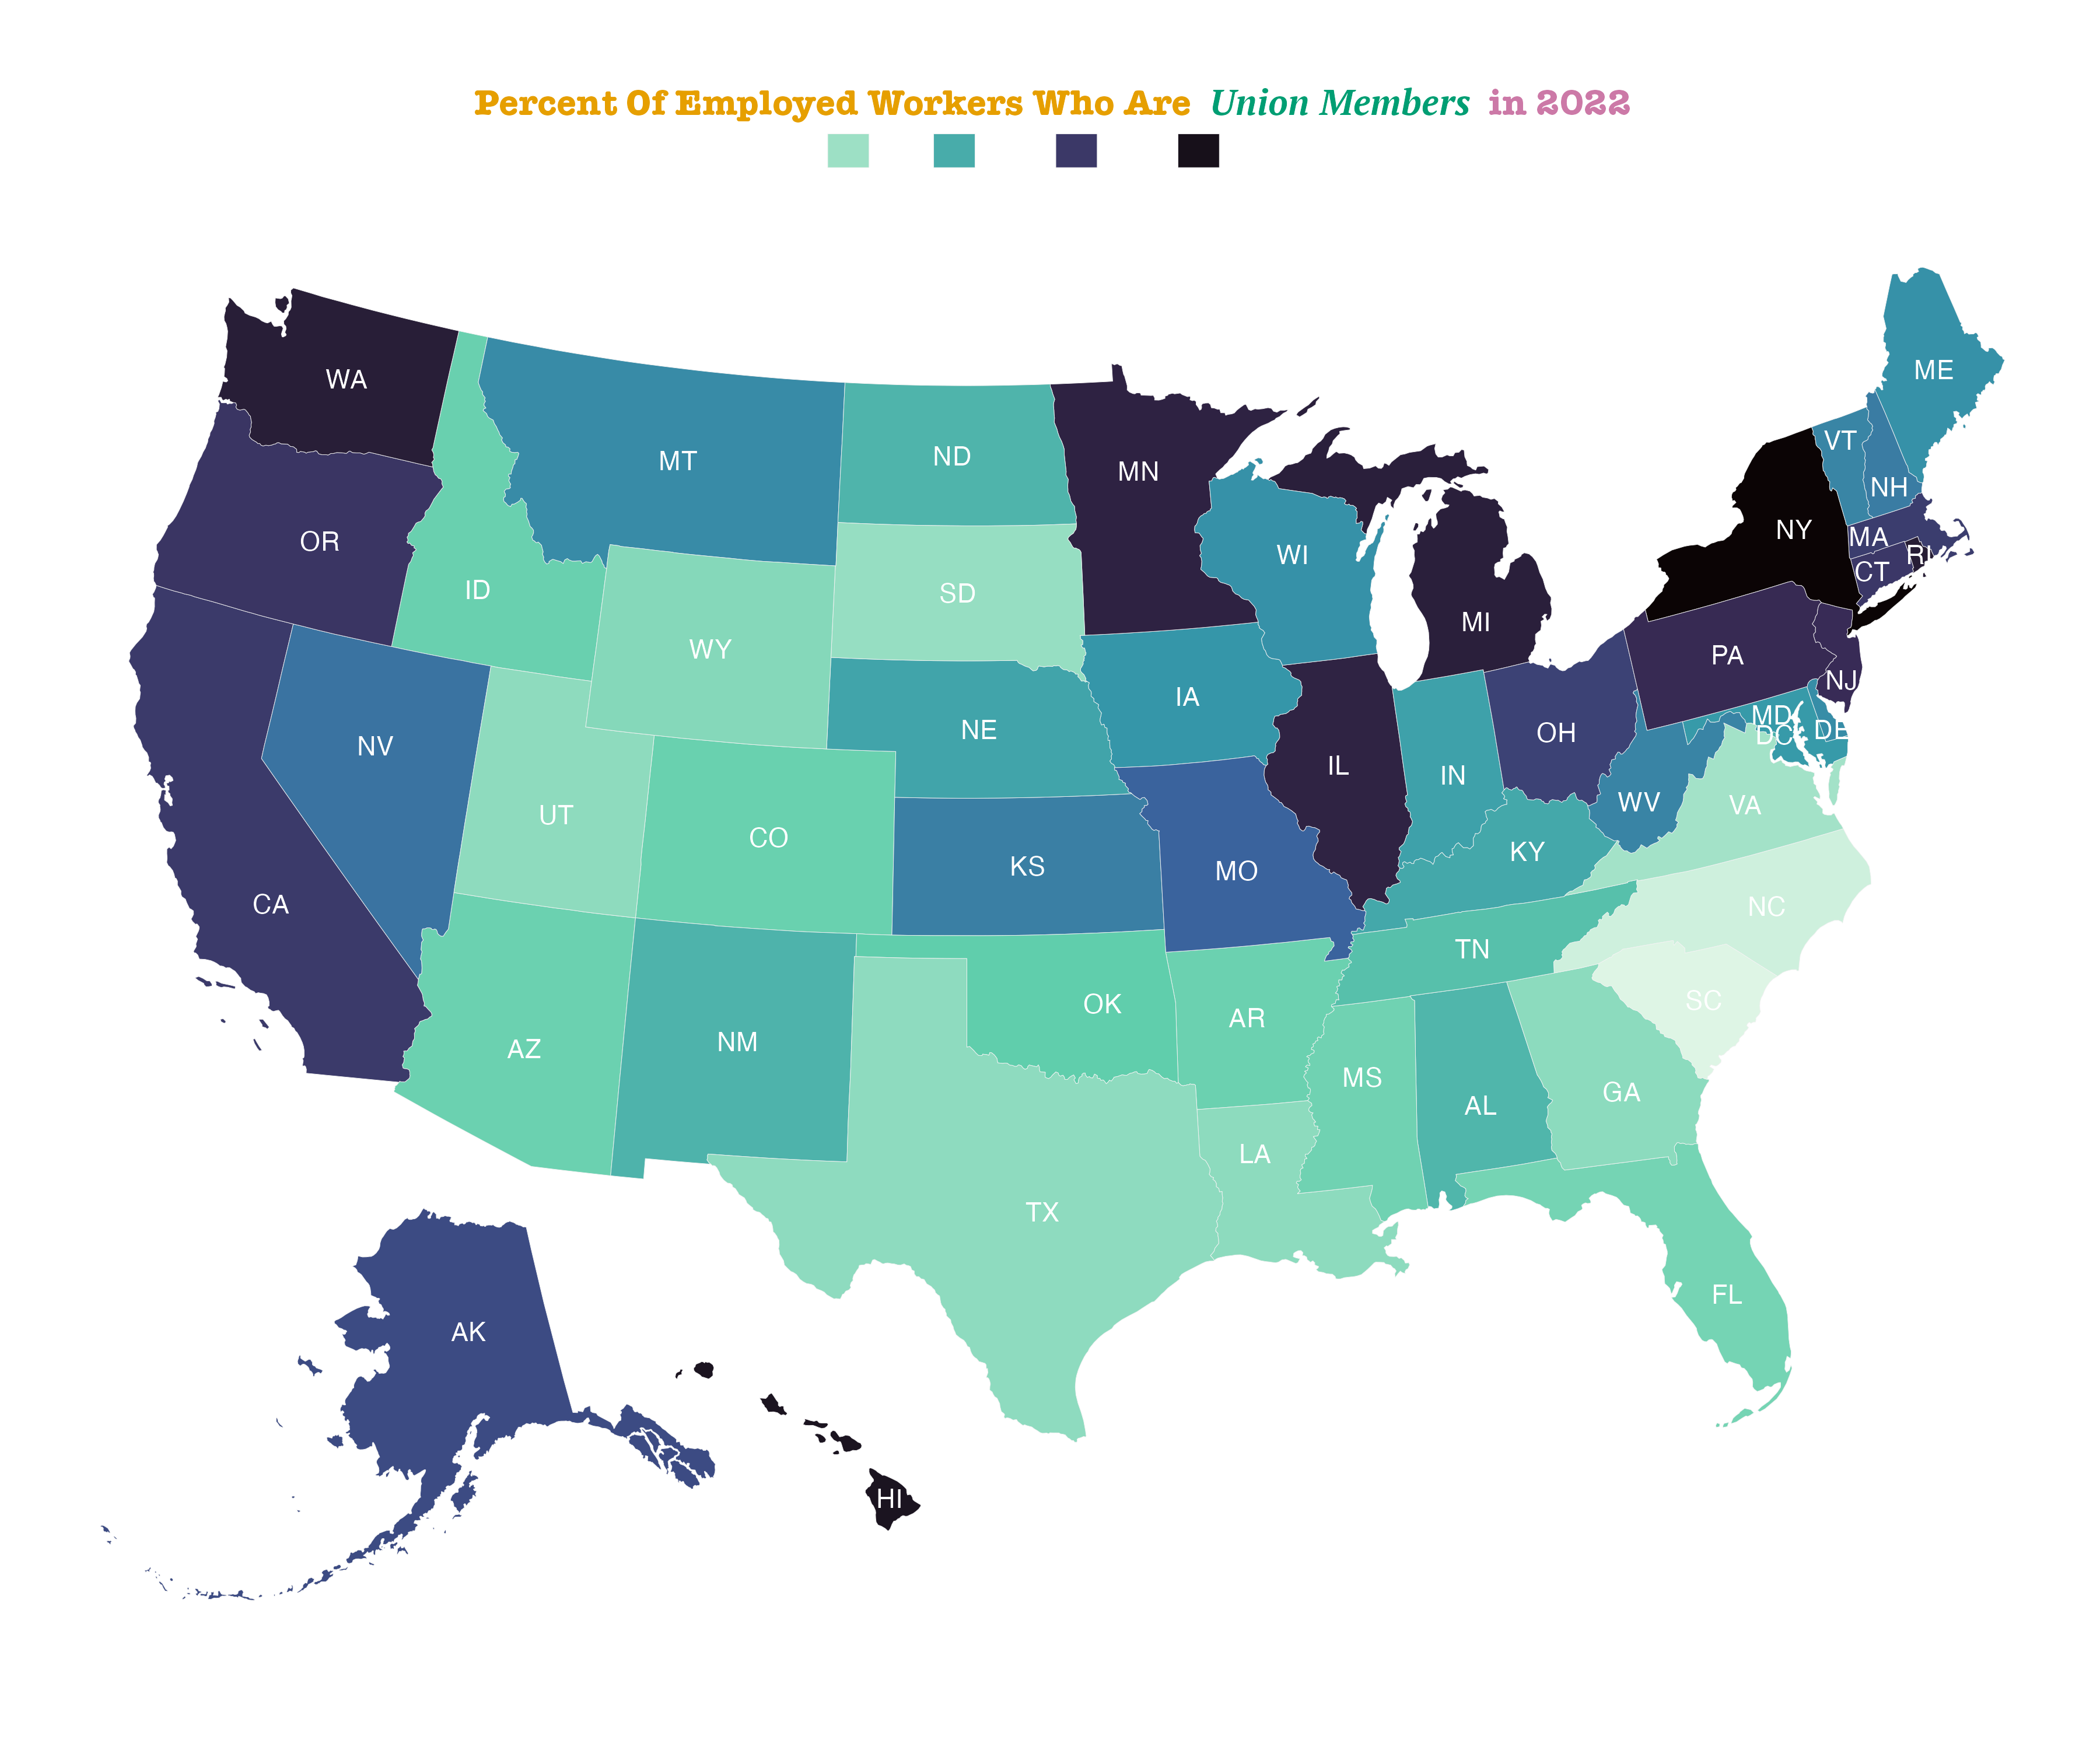 Percent Of Employed Workers Who Are Union Members in 2022
ME
WA
VT
ND
MT
MN
NH
NY
MA
OR
WI
RI
CT
ID
SD
MI
WY
PA
NJ
IA
MD
NE
DE
OH
DC
NV
IL
IN
WV
VA
UT
CO
KY
KS
MO
CA
NC
TN
SC
OK
AR
NM
AZ
MS
GA
AL
LA
TX
FL
AK
HI